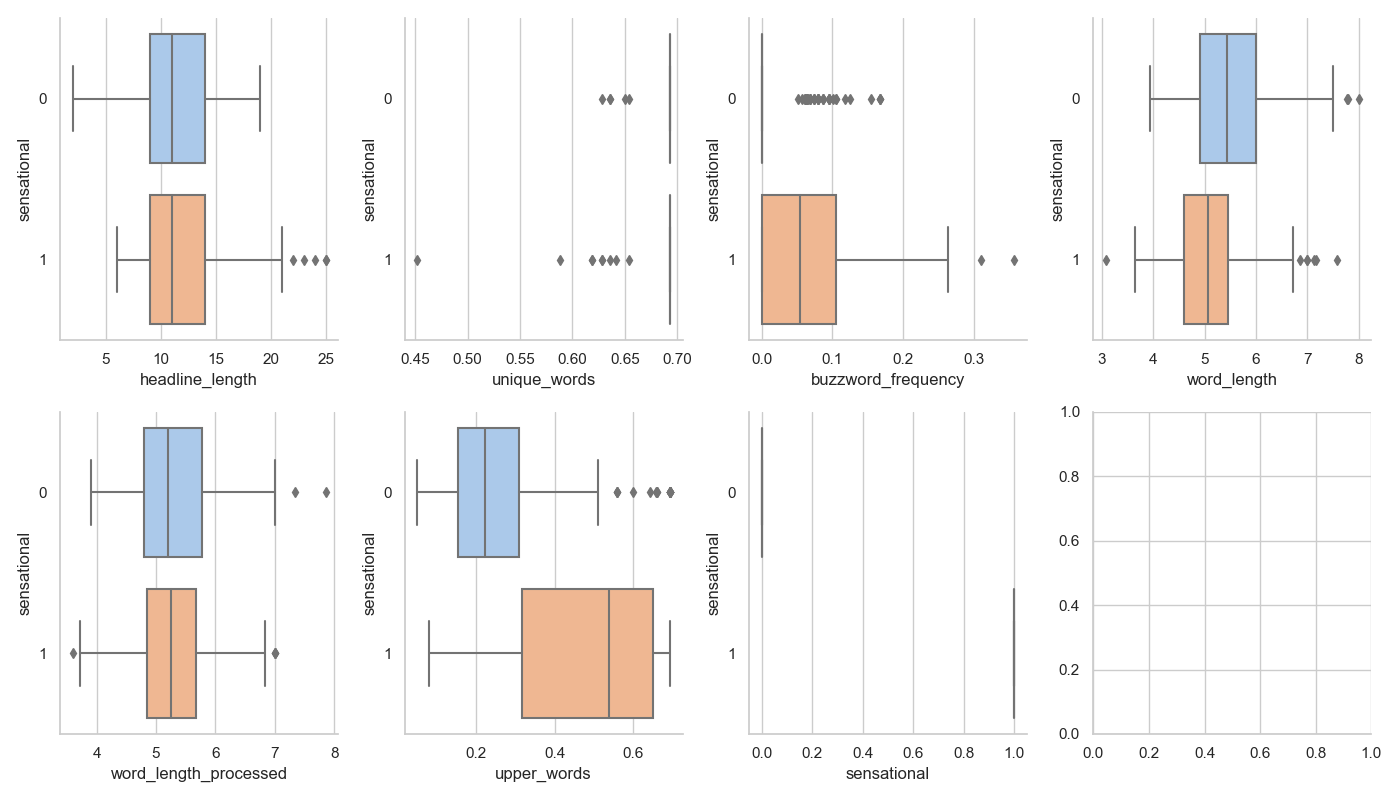 sensational
0
1
5 10 15 20 25
headline_length
sensational
0
1
0.45 0.50 0.55 0.60 0.65 0.70
unique_words
sensational
0
1
0.0 0.1 0.2 0.3
buzzword_frequency
sensational
0
1
3 4 5 6 7 8
word_length
sensational
0
1
4 5 6 7 8
word_length_processed
sensational
0
1
0.2 0.4 0.6
upper_words
sensational
0
1
0.0 0.2 0.4 0.6 0.8 1.0
sensational
1.0
0.8
0.6
0.4
0.2
0.0
0.0 0.2 0.4 0.6 0.8 1.0